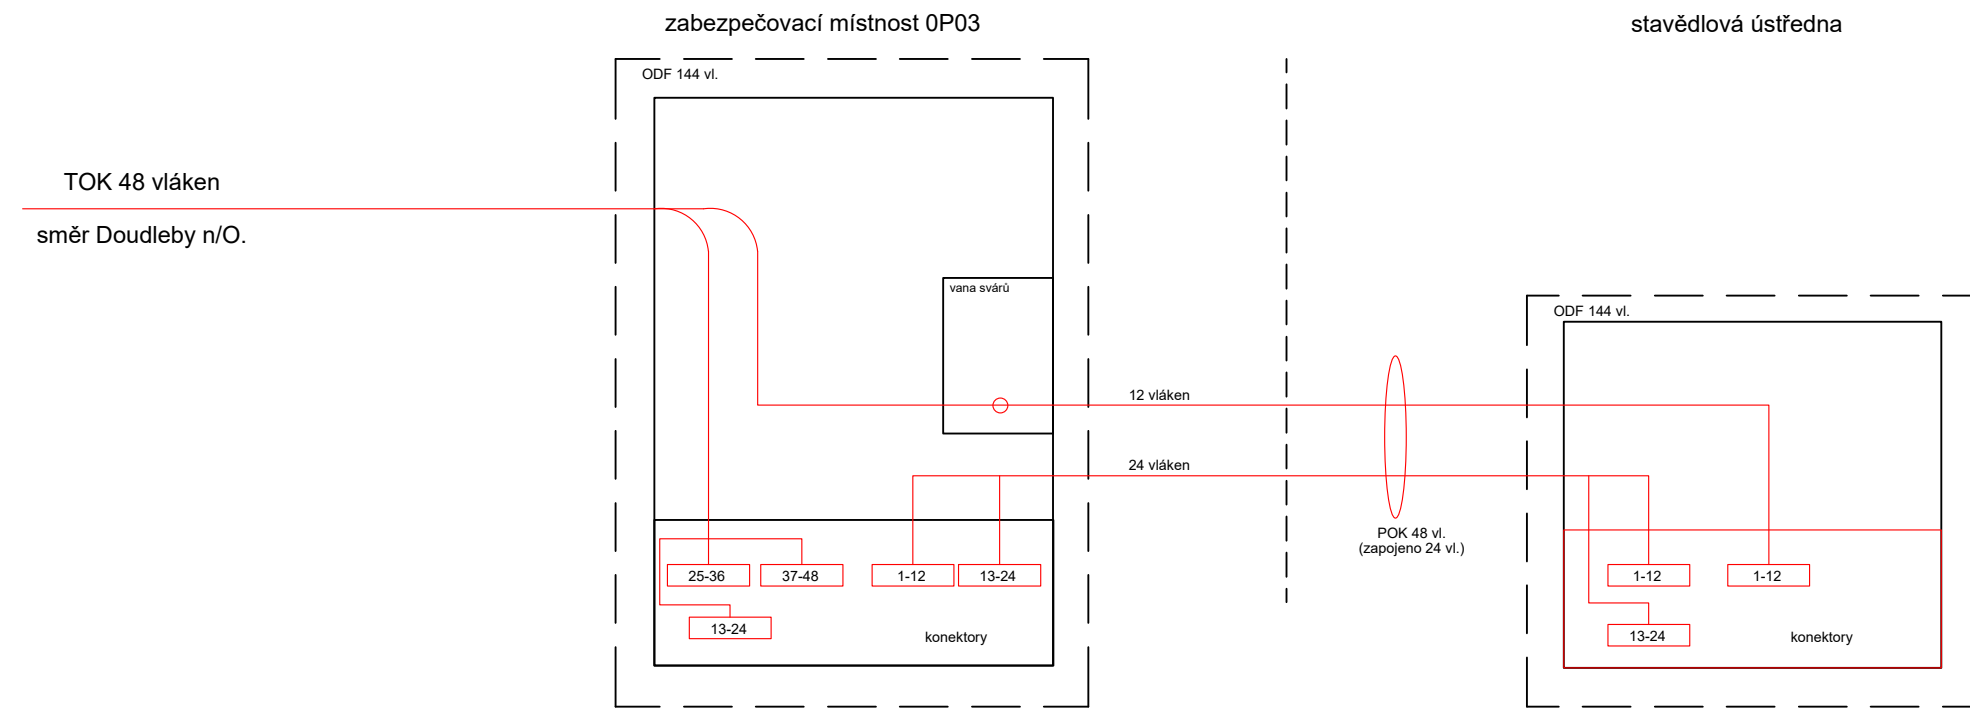 zabezpečovací místnost 0P03
stavědlová ústředna
ODF 144 vl.
TOK 48 vláken
směr Doudleby n/O.
vana svárů
ODF 144 vl.
12 vláken
24 vláken
POK 48 vl.
(zapojeno 24 vl.)
25-36
37-48
1-12
13-24
13-24
konektory
1-12
1-12
13-24
konektory